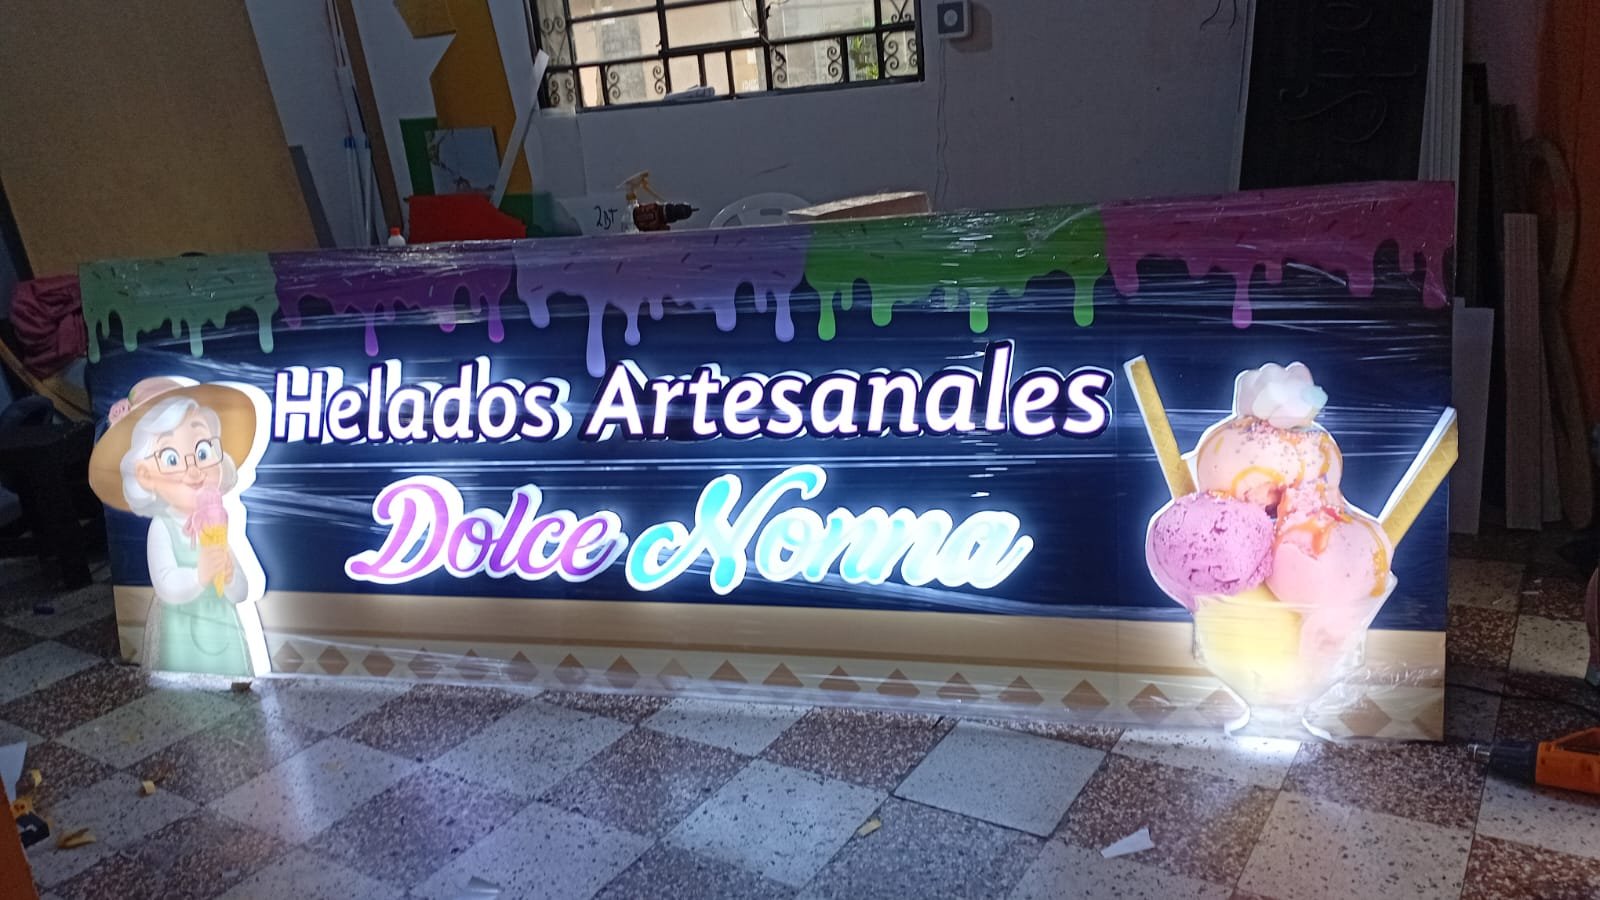 Helados Artesanales
Dolce Nonna